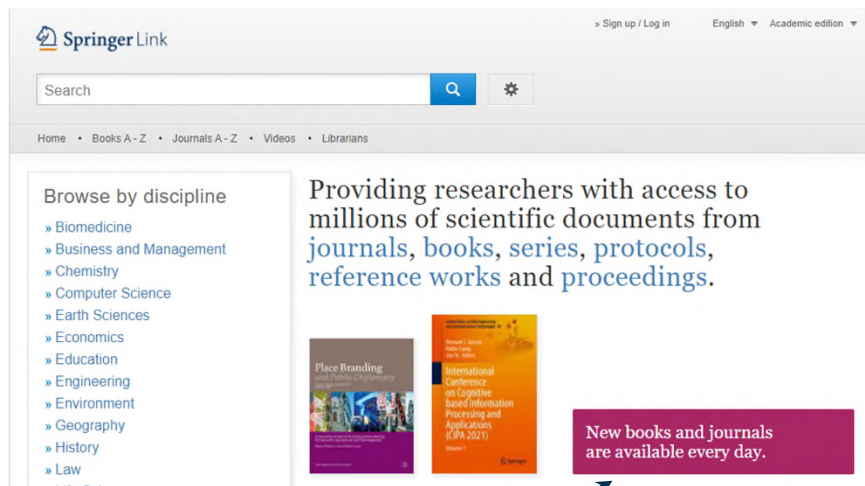 » Sign up / Log in English Academic edition
Springer Link
Search
Home • Books A - Z • Journals A - Z • Videos • Librarians
Browse by discipline
» Biomedicine
» Business and Management
» Chemistry
» Computer Science
» Earth Sciences
» Economics
» Education
» Engineering
» Environment
» Geography
» History
» Law
Providing researchers with access to
millions of scientific documents from
journals, books, series, protocols,
reference works and proceedings.
Place Branding
and Public Diplomacy
International
Conference
on Cognitive
based Information
Processing and
Applications
(CIPA 2021)
Volume 1
Springer
New books and journals
are available every day.